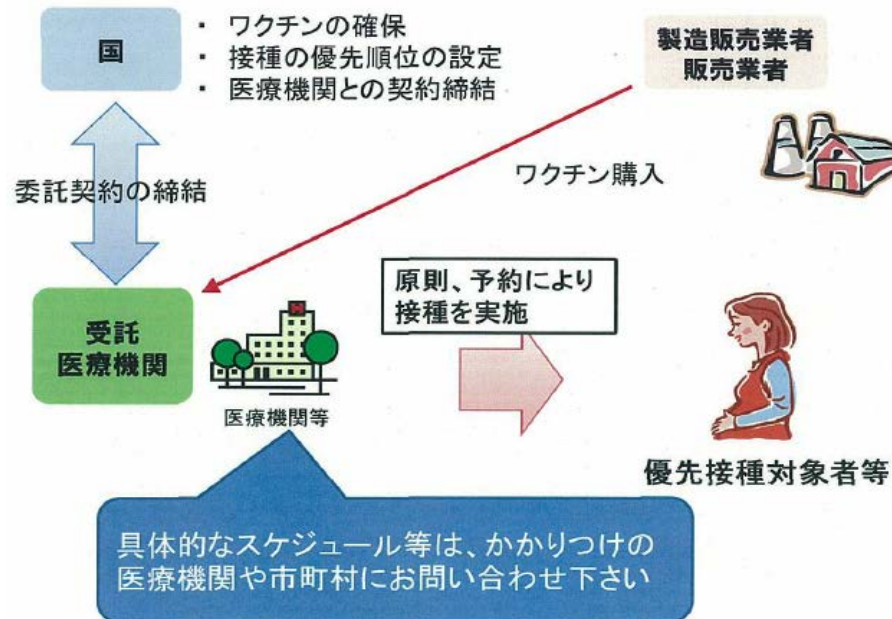 国
・ ワクチンの確保
・ 接種の優先順位の設定
・ 医療機関との契約締結
製造販売業者
販売業者
委託契約の締結
ワクチン購入
原則、予約により
接種を実施
受託
医療機関
H
医療機関等
優先接種対象者等
具体的なスケジュール等は、かかりつけの
医療機関や市町村にお問い合わせ下さい